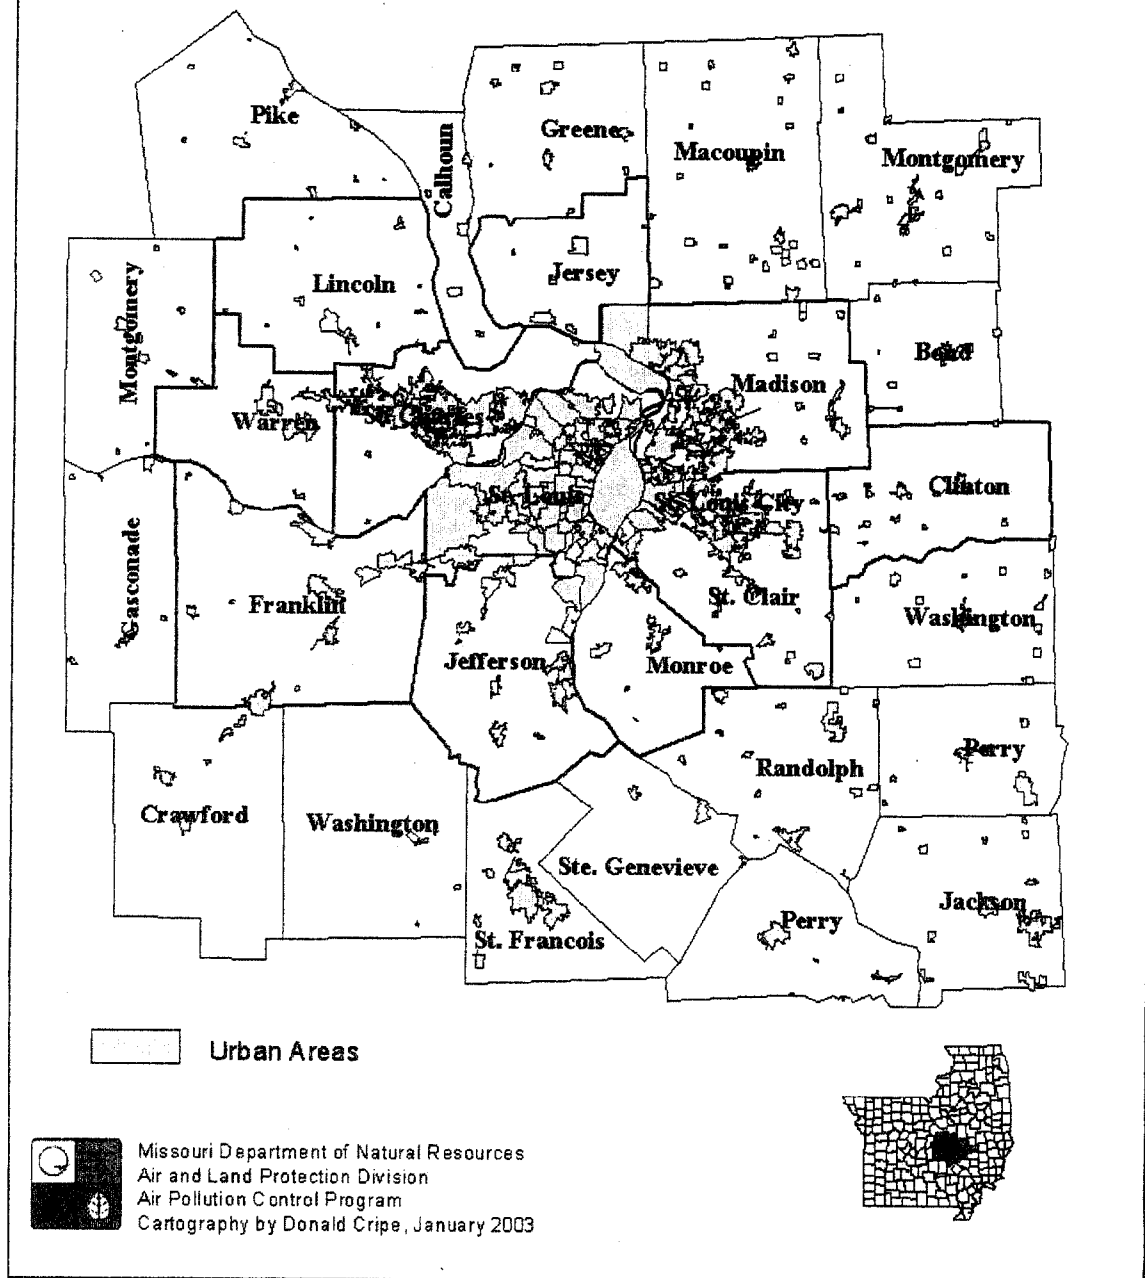 Pike
Calhoun
Greene
Macoupin
Montgomery
Lincoln
Jersey
Montgomery
Bond
Madison
Warren
St. Charles
St. Louis
St. Louis City
Clinton
Gasconade
Franklin
St. Clair
Washington
Jefferson
Monroe
Randolph
Perry
Crawford
Washington
Ste. Genevieve
Jackson
Perry
St. Francois
Urban Areas
Missouri Department of Natural Resources
Air and Land Protection Division
Air Pollution Control Program
Cartography by Donald Cripe, January 2003